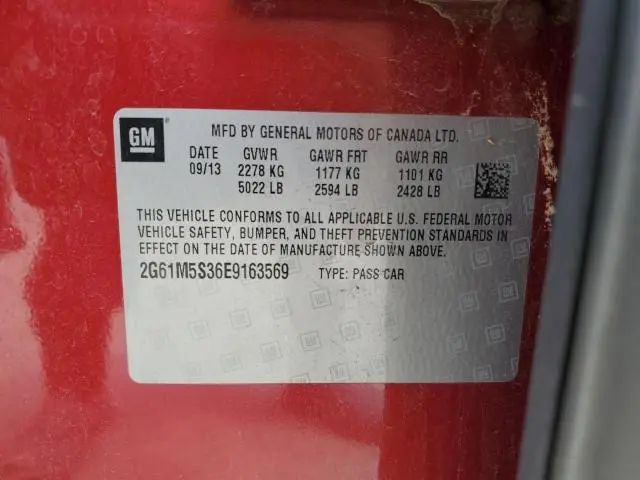 GM
MFD BY GENERAL MOTORS OF CANADA LTD.
DATE GVWR GAWR FRT GAWR RR
09/13 2278 KG 1177 KG 1101 KG
5022 LB 2594 LB 2428 LB
THIS VEHICLE CONFORMS TO ALL APPLICABLE U.S. FEDERAL MOTOR
VEHICLE SAFETY, BUMPER, AND THEFT PREVENTION STANDARDS IN
EFFECT ON THE DATE OF MANUFACTURE SHOWN ABOVE.
2G61M5S36E9163569 TYPE: PASS CAR